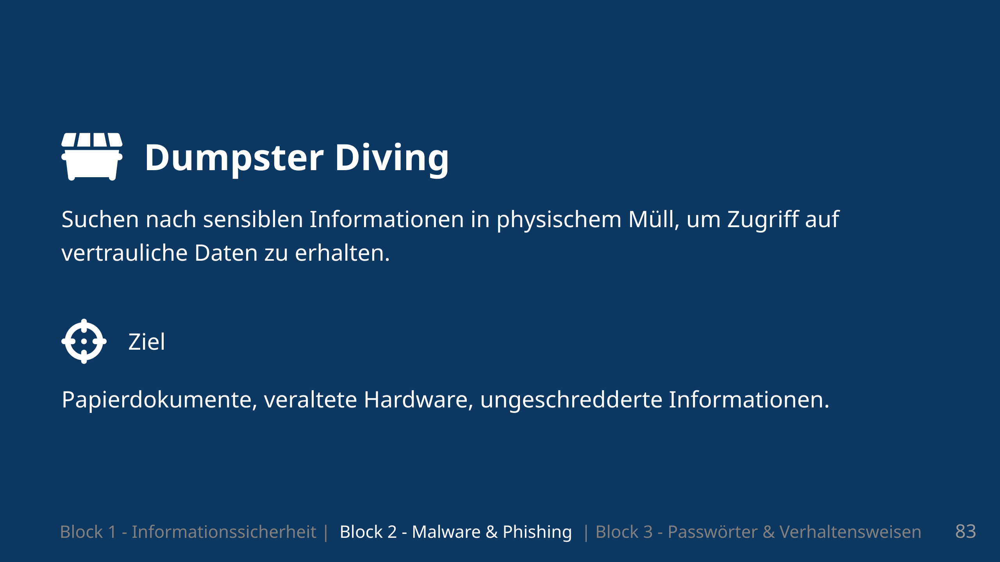 Dumpster Diving
Suchen nach sensiblen Informationen in physischem Müll, um Zugriff auf
vertrauliche Daten zu erhalten.
Ziel
Papierdokumente, veraltete Hardware, ungeschredderte Informationen.
Block 1 - Informationssicherheit | Block 2 - Malware & Phishing | Block 3 - Passwörter & Verhaltensweisen 83